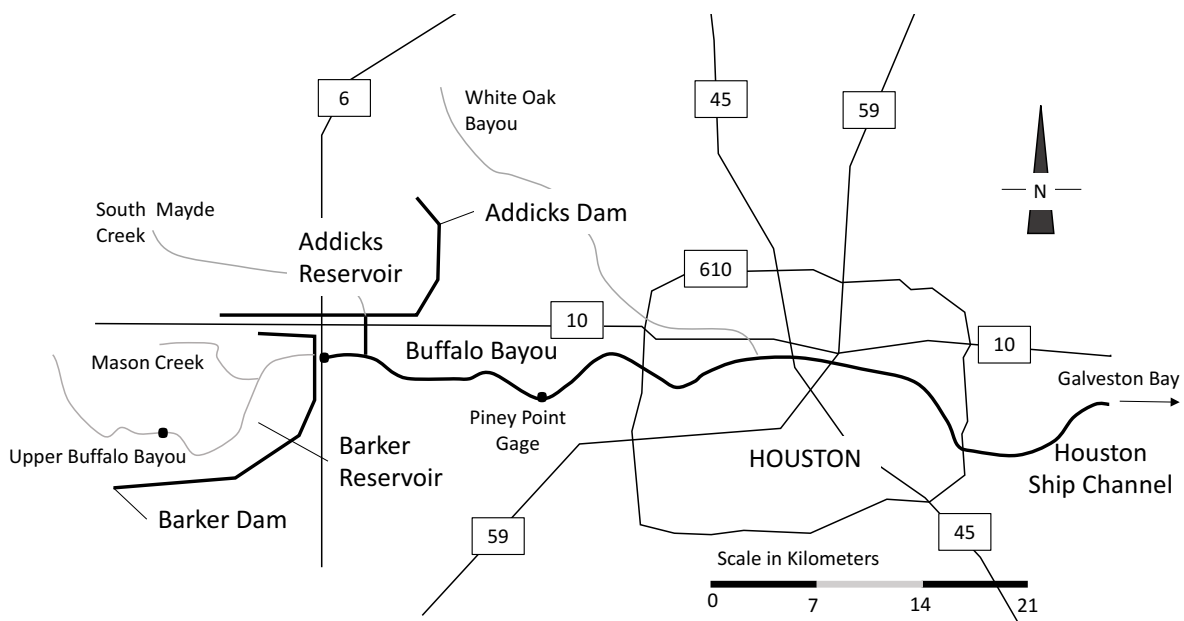 6
White Oak
Bayou
45
59
N
South Mayde
Creek
Addicks Dam
Addicks
Reservoir
610
10
Buffalo Bayou
10
Mason Creek
Galveston Bay
Piney Point
Gage
Upper Buffalo Bayou
Barker
Reservoir
HOUSTON
Houston
Ship Channel
Barker Dam
59
45
Scale in Kilometers
0 7 14 21